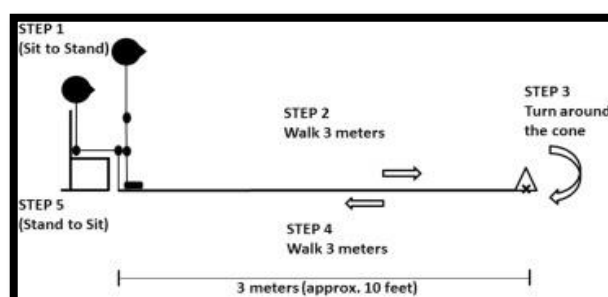 STEP 1
(Sit to Stand)
STEP 2
Walk 3 meters
STEP 3
Turn around
the cone
STEP 5
(Stand to Sit)
STEP 4
Walk 3 meters
3 meters (approx. 10 feet)